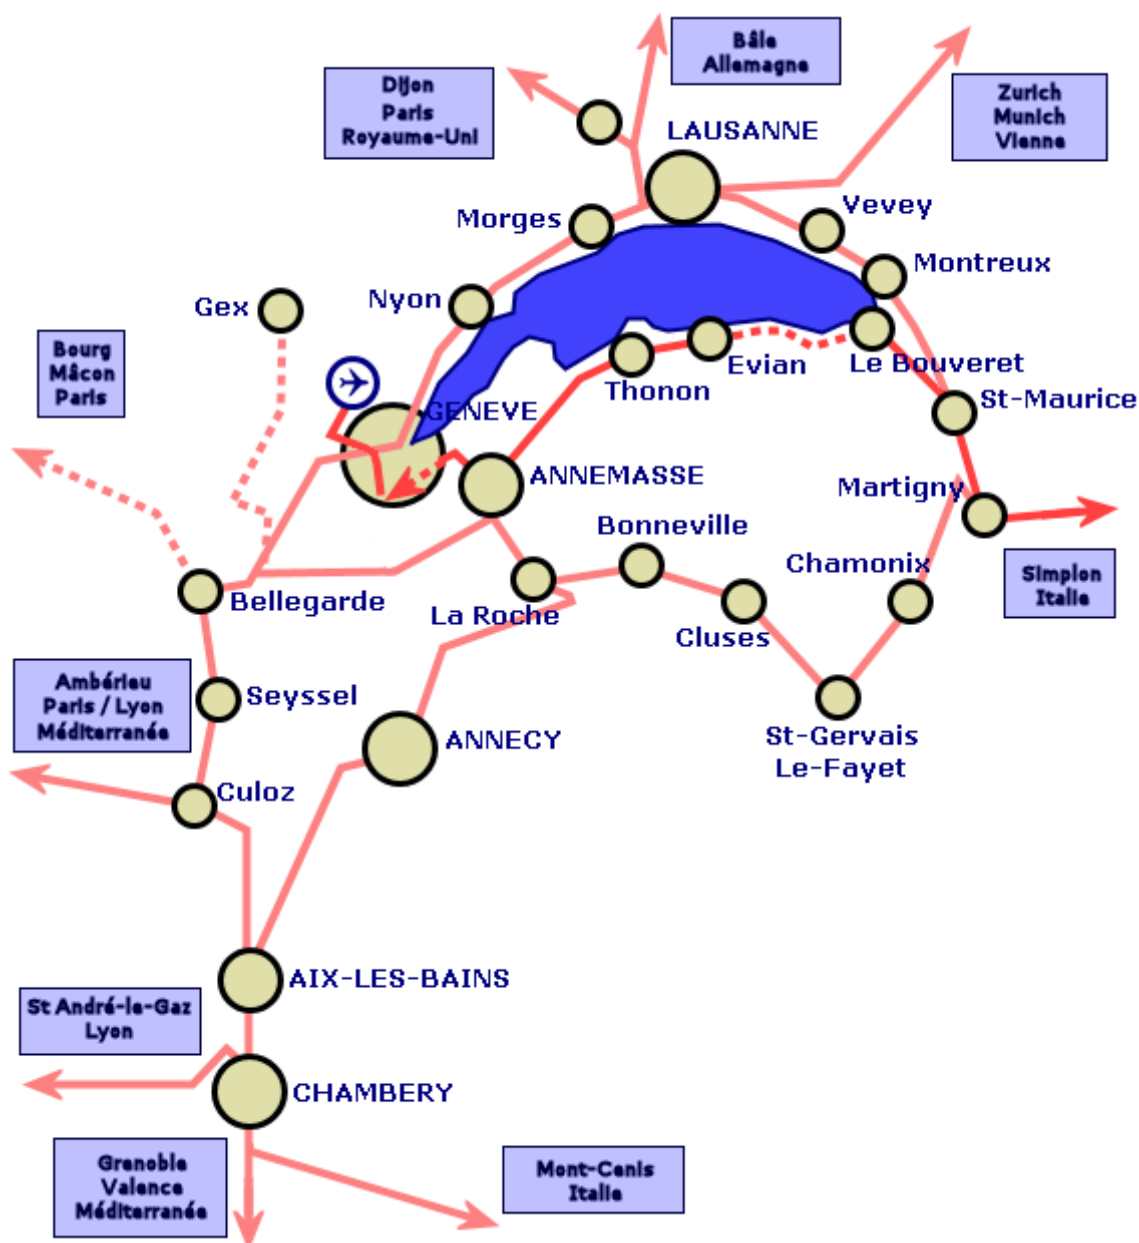 Bâle
Allemagne
Dijon
Paris
Royaume-Uni
Zurich
Munich
Vienne
LAUSANNE
Morges
Vevey
Montreux
Nyon
Gex
Bourg
Mâcon
Paris
Evian
Le Bouveret
Thonon
St-Maurice
GENEVE
ANNEMASSE
Martigny
Bonneville
Chamonix
Simplon
Italie
Bellegarde
La Roche
Cluses
Ambérieu
Paris / Lyon
Méditerranée
Seyssel
ANNECY
St-Gervais
Le-Fayet
Culoz
AIX-LES-BAINS
St André-le-Gaz
Lyon
CHAMBERY
Grenoble
Valence
Méditerranée
Mont-Cenis
Italie